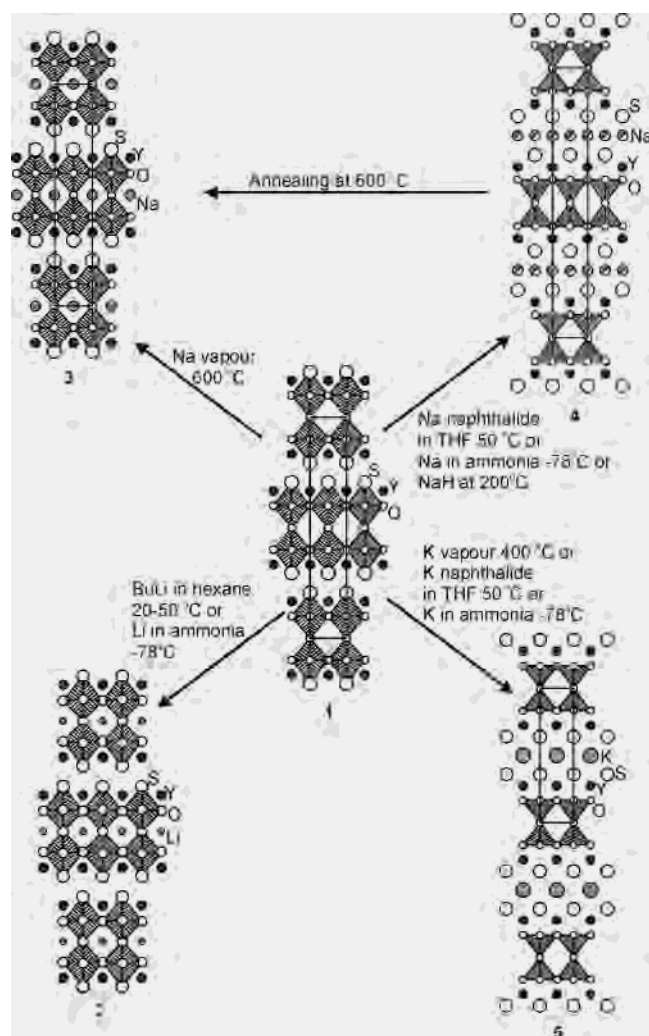 S
Y
O
Na
3
Annealing at 600 °C
S
Na
Y
O
4
Na vapour
600 °C
Na naphthalide
in THF 50 °C or
Na in ammonia -78°C or
NaH at 200°C
S
Y
O
1
BuLi in hexane
20-50 °C or
Li in ammonia
-78°C
K vapour 400 °C or
K naphthalide
in THF 50 °C or
K in ammonia -78°C
S
Y
O
Li
2
K
S
Y
O
5